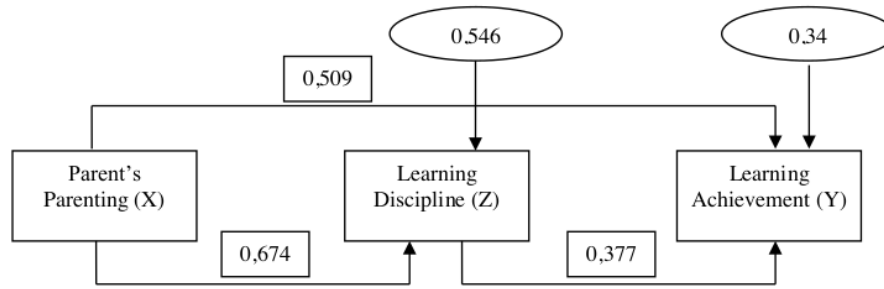 0.546
0.34
0,509
Parent's
Parenting (X)
Learning
Discipline (Z)
Learning
Achievement (Y)
0,674
0,377